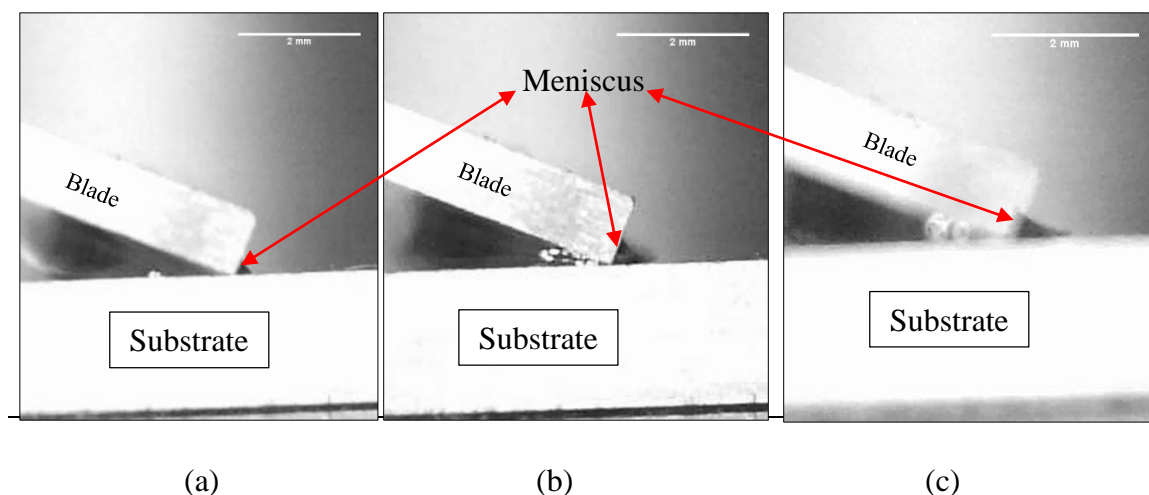 2 mm
2 mm
2 mm
Meniscus
Blade
Blade
Blade
Substrate
Substrate
Substrate
(a)
(b)
(c)